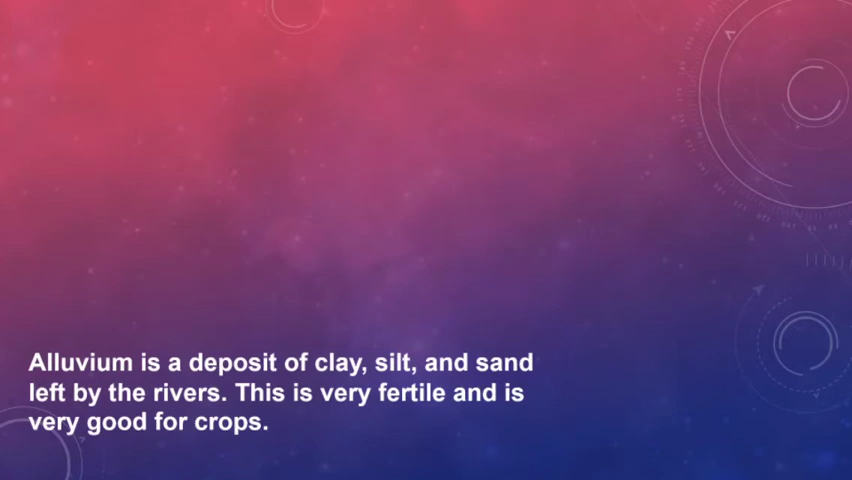 Alluvium is a deposit of clay, silt, and sand
left by the rivers. This is very fertile and is
very good for crops.